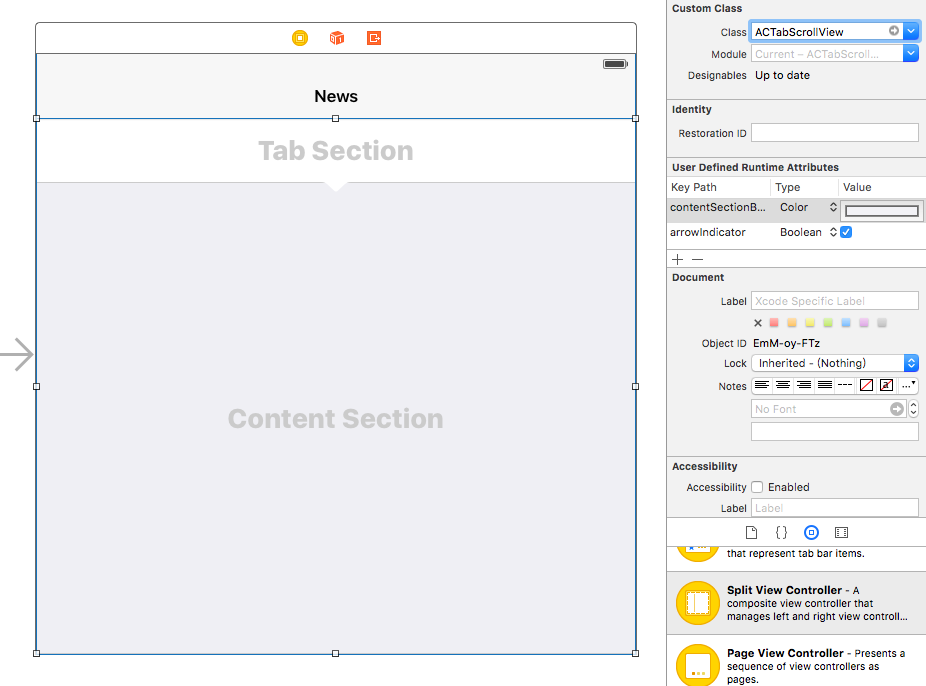 News
Tab Section
Content Section
Custom Class
Class ACTabScrollView
Module Current – ACTabScroll...
Designables Up to date
Identity
Restoration ID
User Defined Runtime Attributes
Key Path Type Value
contentSectionB... Color
arrowIndicator Boolean
Document
Label Xcode Specific Label
Object ID EmM-oy-FTz
Lock Inherited - (Nothing)
Notes
No Font
Accessibility
Accessibility Enabled
Label Label
that represent tab bar items.
Split View Controller - A
composite view controller that
manages left and right view controll...
Page View Controller - Presents a
sequence of view controllers as
pages.